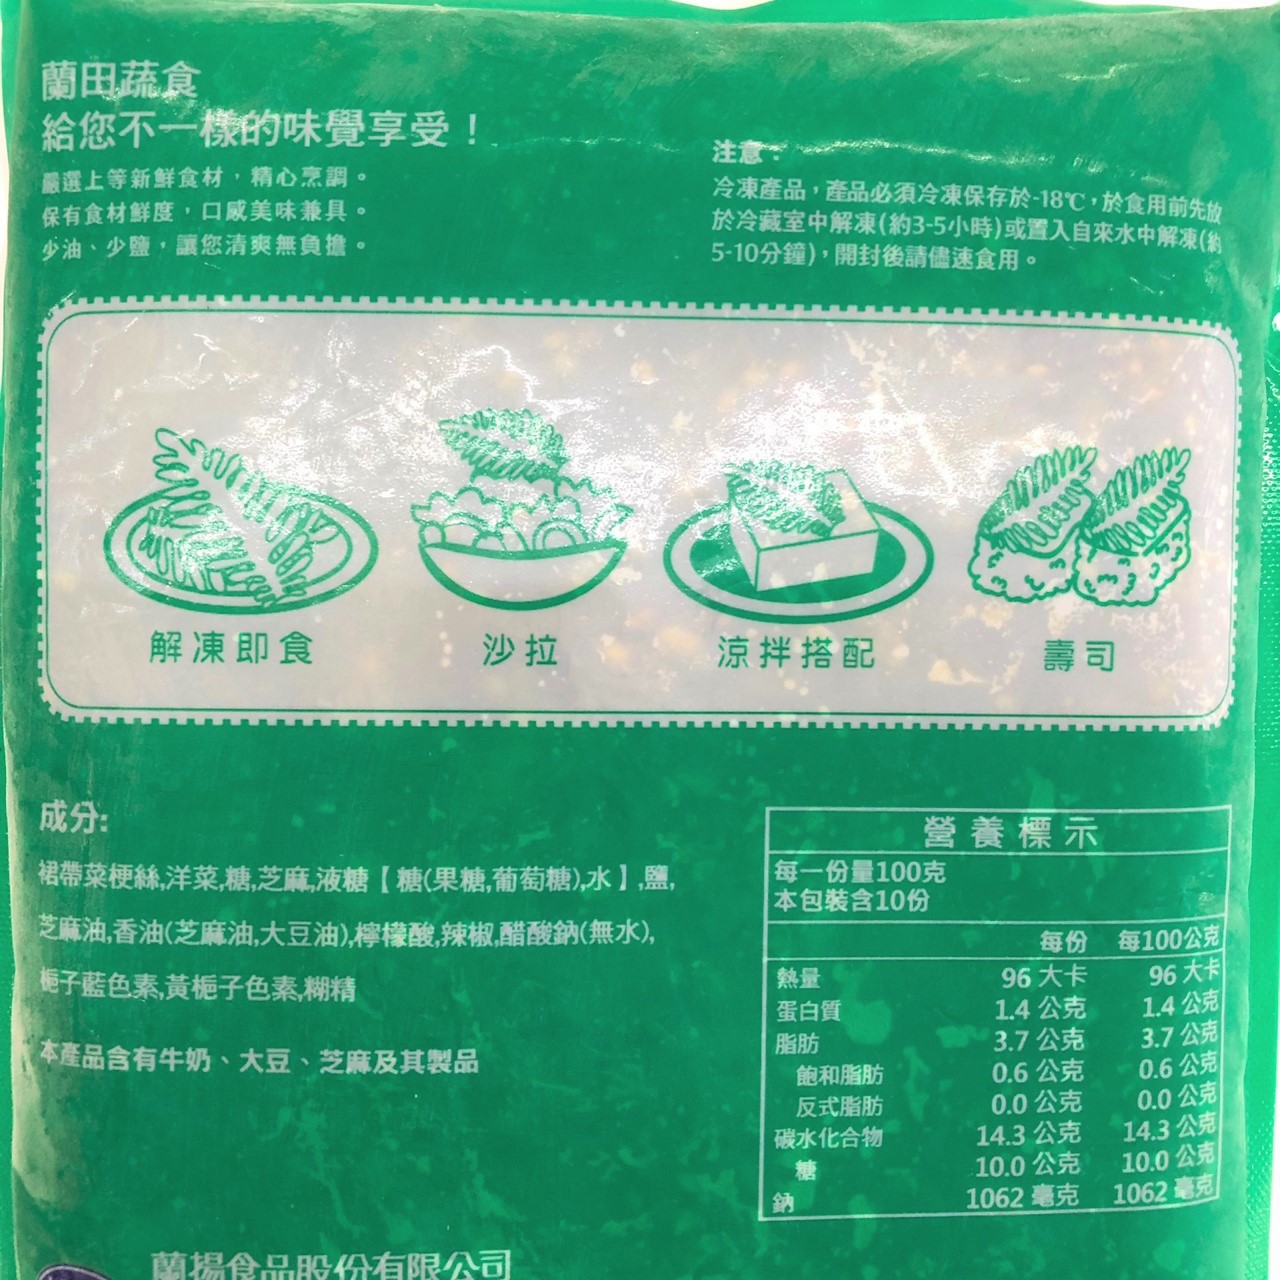 蘭田蔬食
給您不一樣的味覺享受！
嚴選上等新鮮食材，精心烹調。
保有食材鮮度，口感美味兼具。
少油、少鹽，讓您清爽無負擔。
注意：
冷凍產品，產品必須冷凍保存於-18℃，於食用前先放
於冷藏室中解凍(約3-5小時)或置入自來水中解凍(約
5-10分鐘)，開封後請儘速食用。
解凍即食
沙拉
涼拌搭配
壽司
成分:
裙帶菜梗絲,洋菜,糖,芝麻,液糖【糖(果糖,葡萄糖),水】,鹽,
芝麻油,香油(芝麻油,大豆油),檸檬酸,辣椒,醋酸鈉(無水),
梔子藍色素,黃梔子色素,糊精
本產品含有牛奶、大豆、芝麻及其製品
營養標示
每一份量100克
本包裝含10份
每份 每100公克
熱量 96 大卡 96 大卡
蛋白質 1.4 公克 1.4 公克
脂肪 3.7 公克 3.7 公克
飽和脂肪 0.6 公克 0.6 公克
反式脂肪 0.0 公克 0.0 公克
碳水化合物 14.3 公克 14.3 公克
糖 10.0 公克 10.0 公克
鈉 1062 毫克 1062 毫克
蘭揚食品股份有限公司